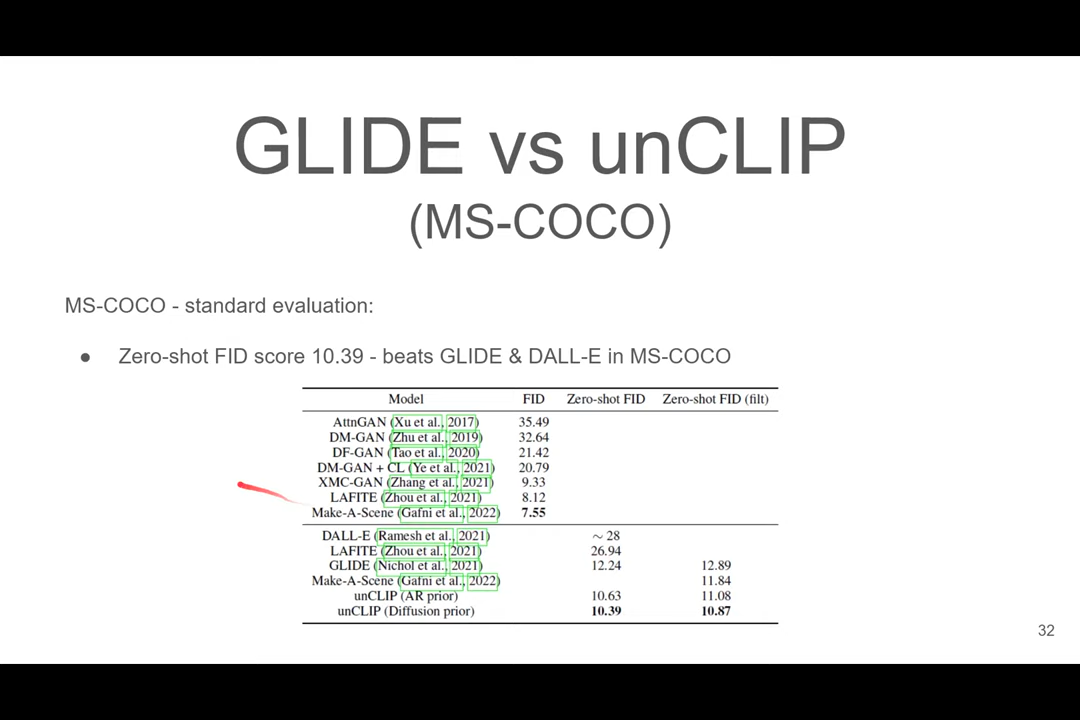 GLIDE vs unCLIP
(MS-COCO)
MS-COCO - standard evaluation:
● Zero-shot FID score 10.39 - beats GLIDE & DALL-E in MS-COCO
Model FID Zero-shot FID Zero-shot FID (filt)
AttnGAN (Xu et al., 2017) 35.49
DM-GAN (Zhu et al., 2019) 32.64
DF-GAN (Tao et al., 2020) 21.42
DM-GAN + CL (Ye et al., 2021) 20.79
XMC-GAN (Zhang et al., 2021) 9.33
LAFITE (Zhou et al., 2021) 8.12
Make-A-Scene (Gafni et al., 2022) 7.55
DALL-E (Ramesh et al., 2021) ~ 28
LAFITE (Zhou et al., 2021) 26.94
GLIDE (Nichol et al., 2021) 12.24 12.89
Make-A-Scene (Gafni et al., 2022) 11.84
unCLIP (AR prior) 10.63 11.08
unCLIP (Diffusion prior) 10.39 10.87
32